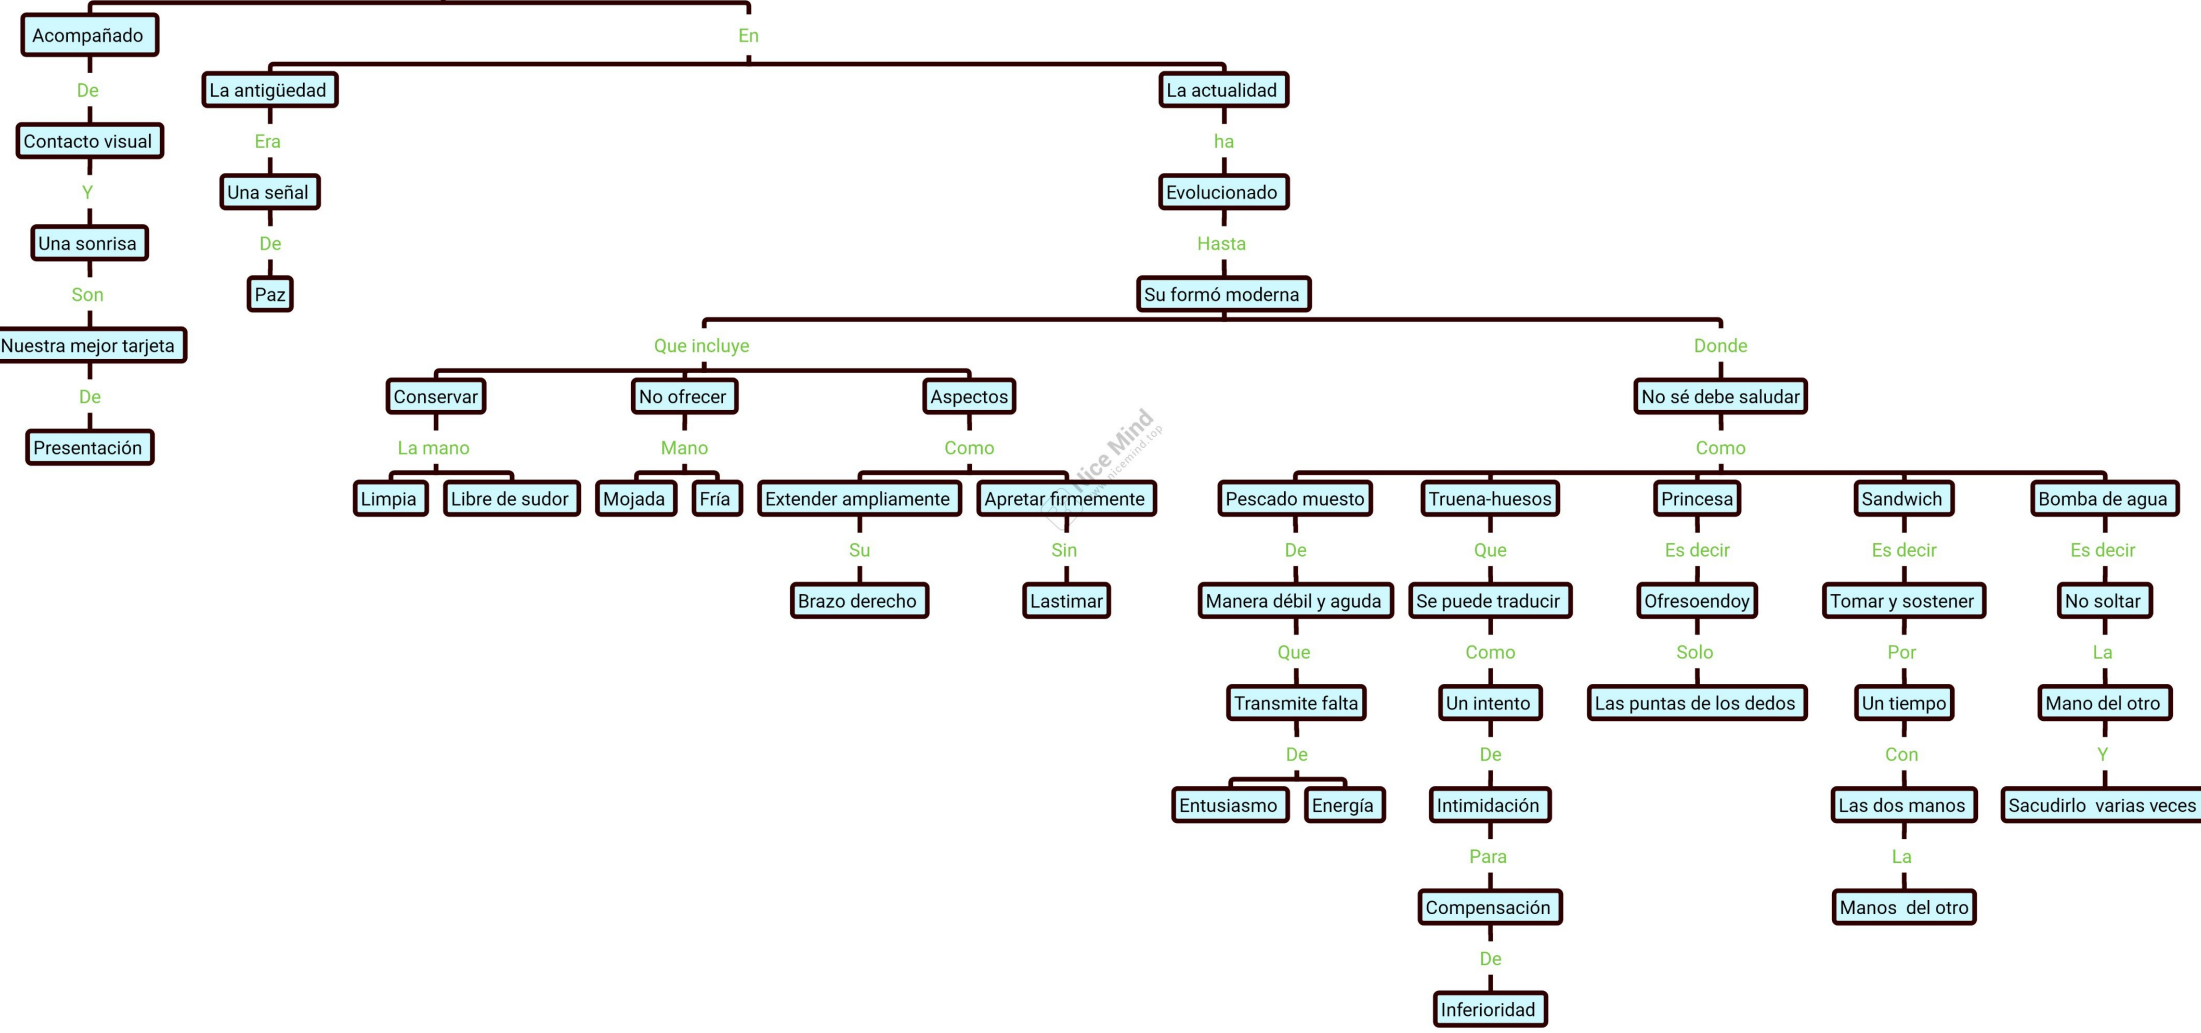 Acompañado
De
Contacto visual
Y
Una sonrisa
Son
Nuestra mejor tarjeta
De
Presentación
En
La antigüedad
Era
Una señal
De
Paz
La actualidad
ha
Evolucionado
Hasta
Su formó moderna
Que incluye
Conservar
La mano
Limpia
Libre de sudor
No ofrecer
Mano
Mojada
Fría
Aspectos
Como
Extender ampliamente
Su
Brazo derecho
Apretar firmemente
Sin
Lastimar
Donde
No sé debe saludar
Como
Pescado muesto
De
Manera débil y aguda
Que
Transmite falta
De
Entusiasmo
Energía
Truena-huesos
Que
Se puede traducir
Como
Un intento
De
Intimidación
Para
Compensación
De
Inferioridad
Princesa
Es decir
Ofresoendoy
Solo
Las puntas de los dedos
Sandwich
Es decir
Tomar y sostener
Por
Un tiempo
Con
Las dos manos
La
Manos del otro
Bomba de agua
Es decir
No soltar
La
Mano del otro
Y
Sacudirlo varias veces
Nice Mind
www.nicemind.top